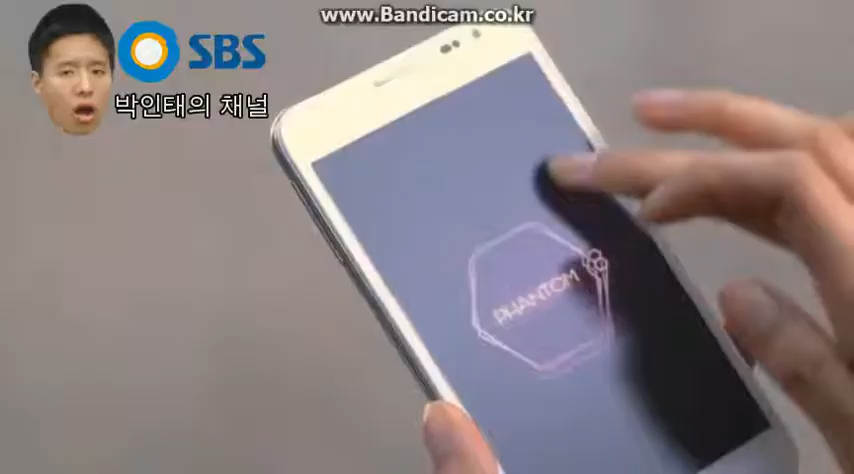 www.Bandicam.co.kr
SBS
박인태의 채널
PHANTOM